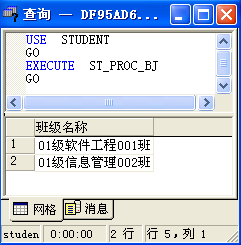 查询 — DF95AD6...
USE STUDENT
GO
EXECUTE ST_PROC_BJ
GO
班级名称
1 01级软件工程001班
2 01级信息管理002班
网格 消息
studen 0:00:00 2 行 行 5, 列 1